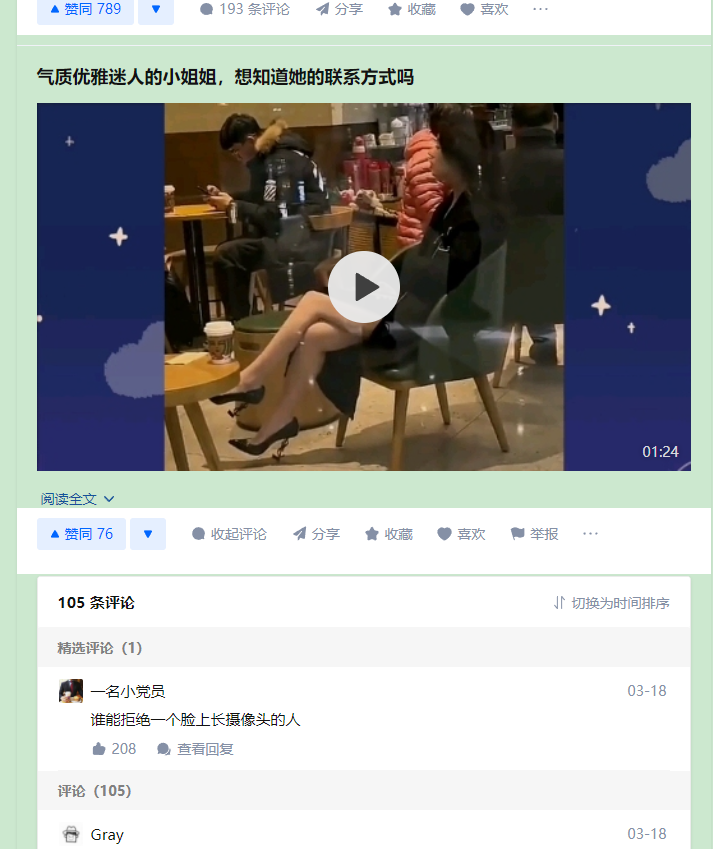 赞同 789
193 条评论
分享
收藏
喜欢
气质优雅迷人的小姐姐，想知道她的联系方式吗
01:24
阅读全文
赞同 76
收起评论
分享
收藏
喜欢
举报
105 条评论
切换为时间排序
精选评论（1）
一名小党员
03-18
谁能拒绝一个脸上长摄像头的人
208
查看回复
评论（105）
Gray
03-18